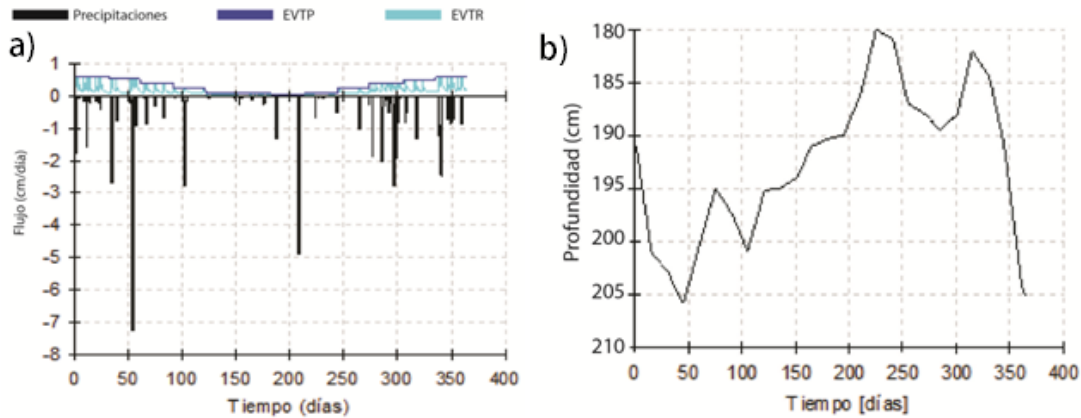 Precipitaciones EVTP EVTR
a)
1
0
-1
-2
-3
-4
-5
-6
-7
-8
Flujo (cm/día)
0 50 100 150 200 250 300 350 400
Tiempo (días)
b)
180
185
190
195
200
205
210
Profundidad (cm)
0 50 100 150 200 250 300 350 400
Tiempo [días]